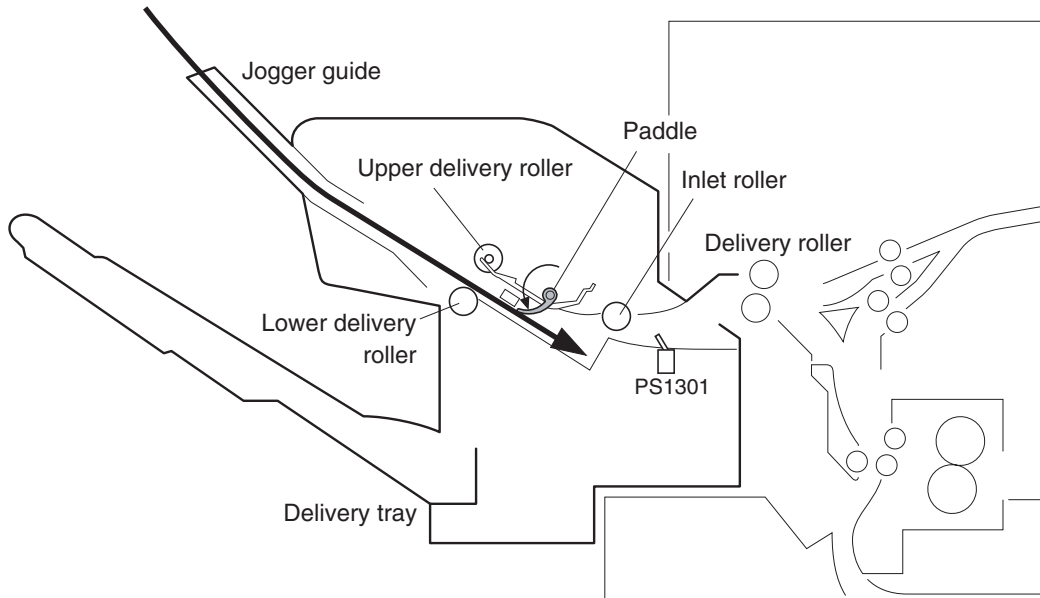 Jogger guide
Paddle
Upper delivery roller
Inlet roller
Delivery roller
Lower delivery
roller
PS1301
Delivery tray